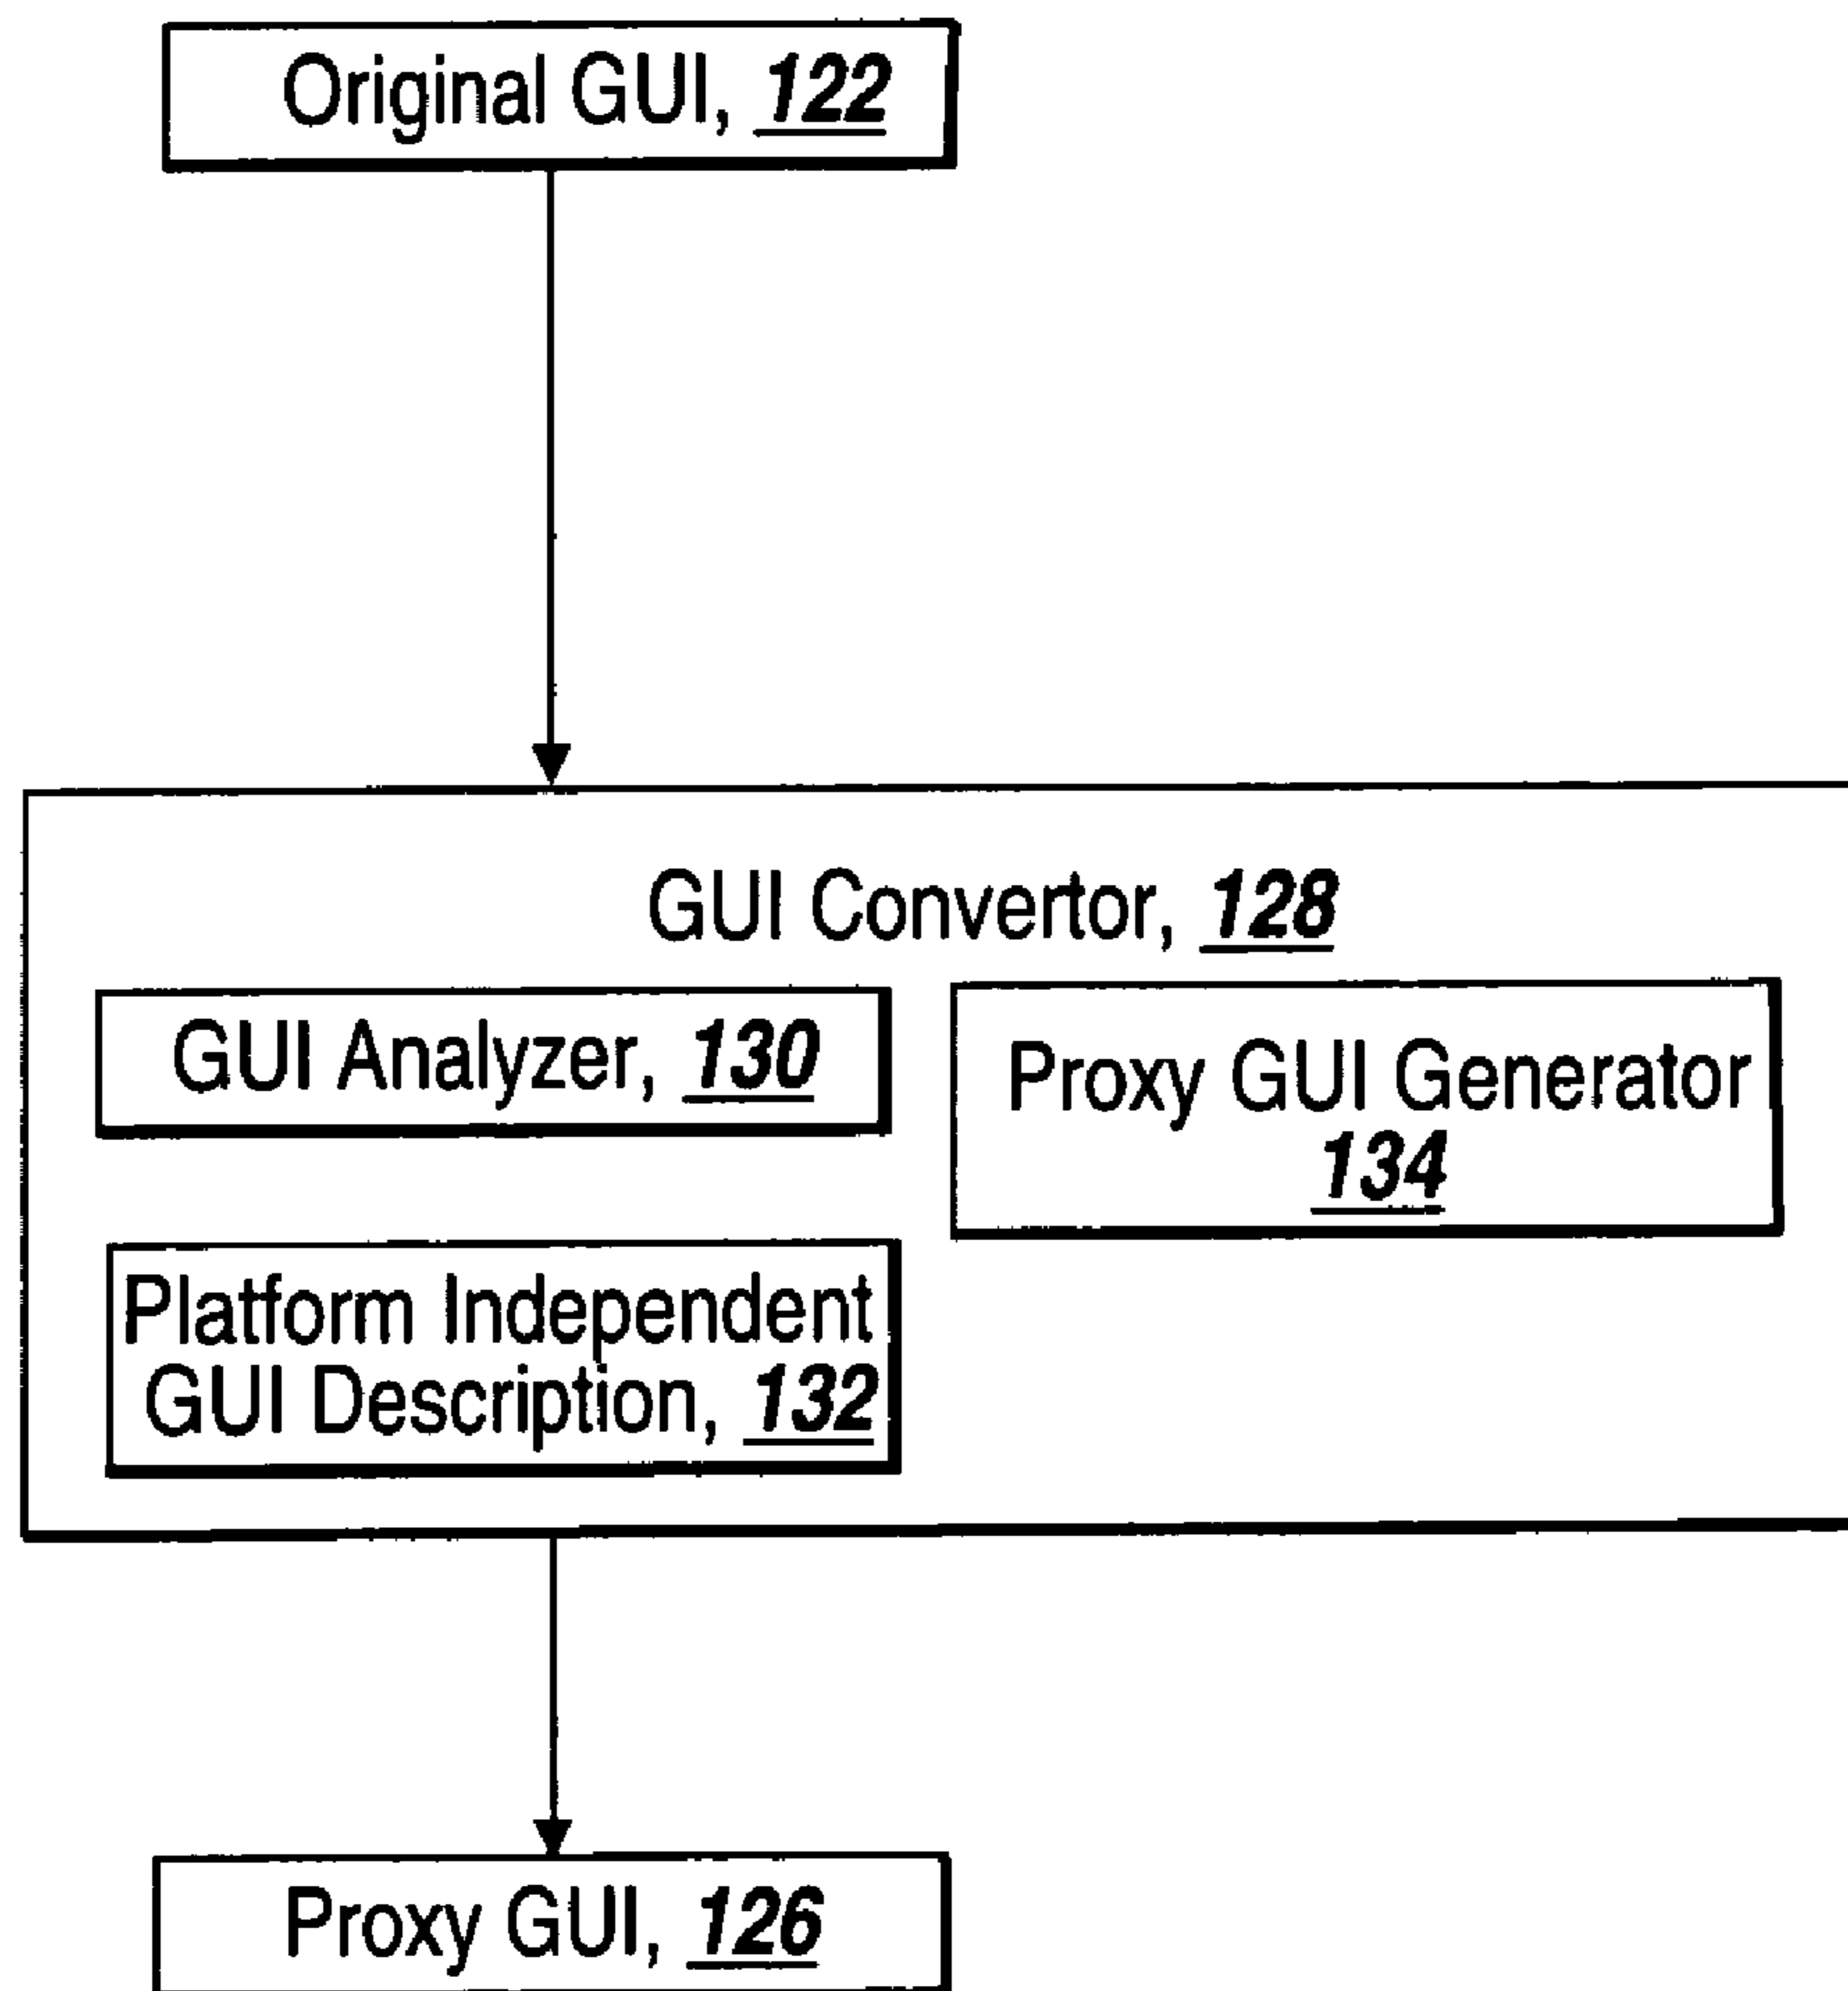 Original GUI, 122
GUI Convertor, 128
GUI Analyzer, 130
Proxy GUI Generator
134
Platform Independent
GUI Description, 132
Proxy GUI, 126